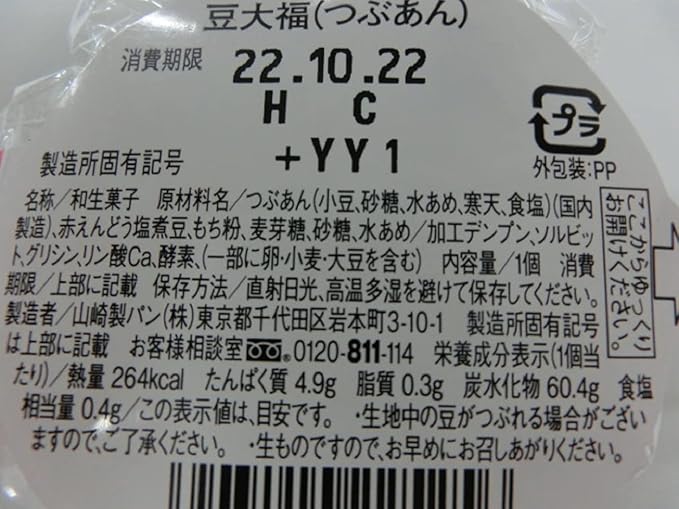 豆大福(つぶあん)
消費期限 22.10.22
H C
製造所固有記号 +YY1
プラ
外包装:PP
名称/和生菓子 原材料名/つぶあん(小豆、砂糖、水あめ、寒天、食塩)(国内
製造)、赤えんどう塩煮豆、もち粉、麦芽糖、砂糖、水あめ/加工デンプン、ソルビッ
ト、グリシン、リン酸Ca、酵素、(一部に卵・小麦・大豆を含む) 内容量/1個 消費
期限/上部に記載 保存方法/直射日光、高温多湿を避けて保存してください。
製造者/山崎製パン(株)東京都千代田区岩本町3-10-1 製造所固有記号
は上部に記載 お客様相談室 0120-811-114 栄養成分表示(1個当
たり)/熱量 264kcal たんぱく質 4.9g 脂質 0.3g 炭水化物 60.4g 食塩
相当量 0.4g/この表示値は、目安です。 ・生地中の豆がつぶれる場合がござい
ますので、ご了承ください。 ・生ものですので、お早めにお召しあがりください。
ここからゆっくり
お開けください。